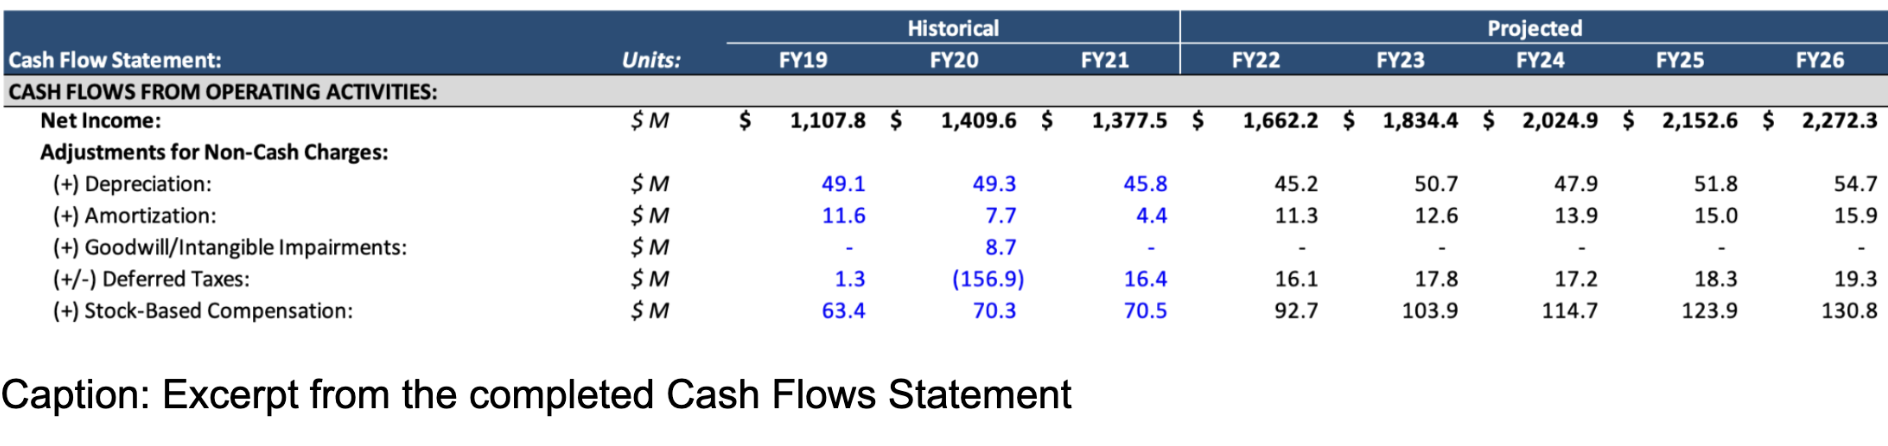 Historical Projected
Cash Flow Statement: Units: FY19 FY20 FY21 FY22 FY23 FY24 FY25 FY26
CASH FLOWS FROM OPERATING ACTIVITIES:
Net Income: $ M $ 1,107.8 $ 1,409.6 $ 1,377.5 $ 1,662.2 $ 1,834.4 $ 2,024.9 $ 2,152.6 $ 2,272.3
Adjustments for Non-Cash Charges:
(+) Depreciation: $ M 49.1 49.3 45.8 45.2 50.7 47.9 51.8 54.7
(+) Amortization: $ M 11.6 7.7 4.4 11.3 12.6 13.9 15.0 15.9
(+) Goodwill/Intangible Impairments: $ M - 8.7 - - - - - -
(+/-) Deferred Taxes: $ M 1.3 (156.9) 16.4 16.1 17.8 17.2 18.3 19.3
(+) Stock-Based Compensation: $ M 63.4 70.3 70.5 92.7 103.9 114.7 123.9 130.8
Caption: Excerpt from the completed Cash Flows Statement